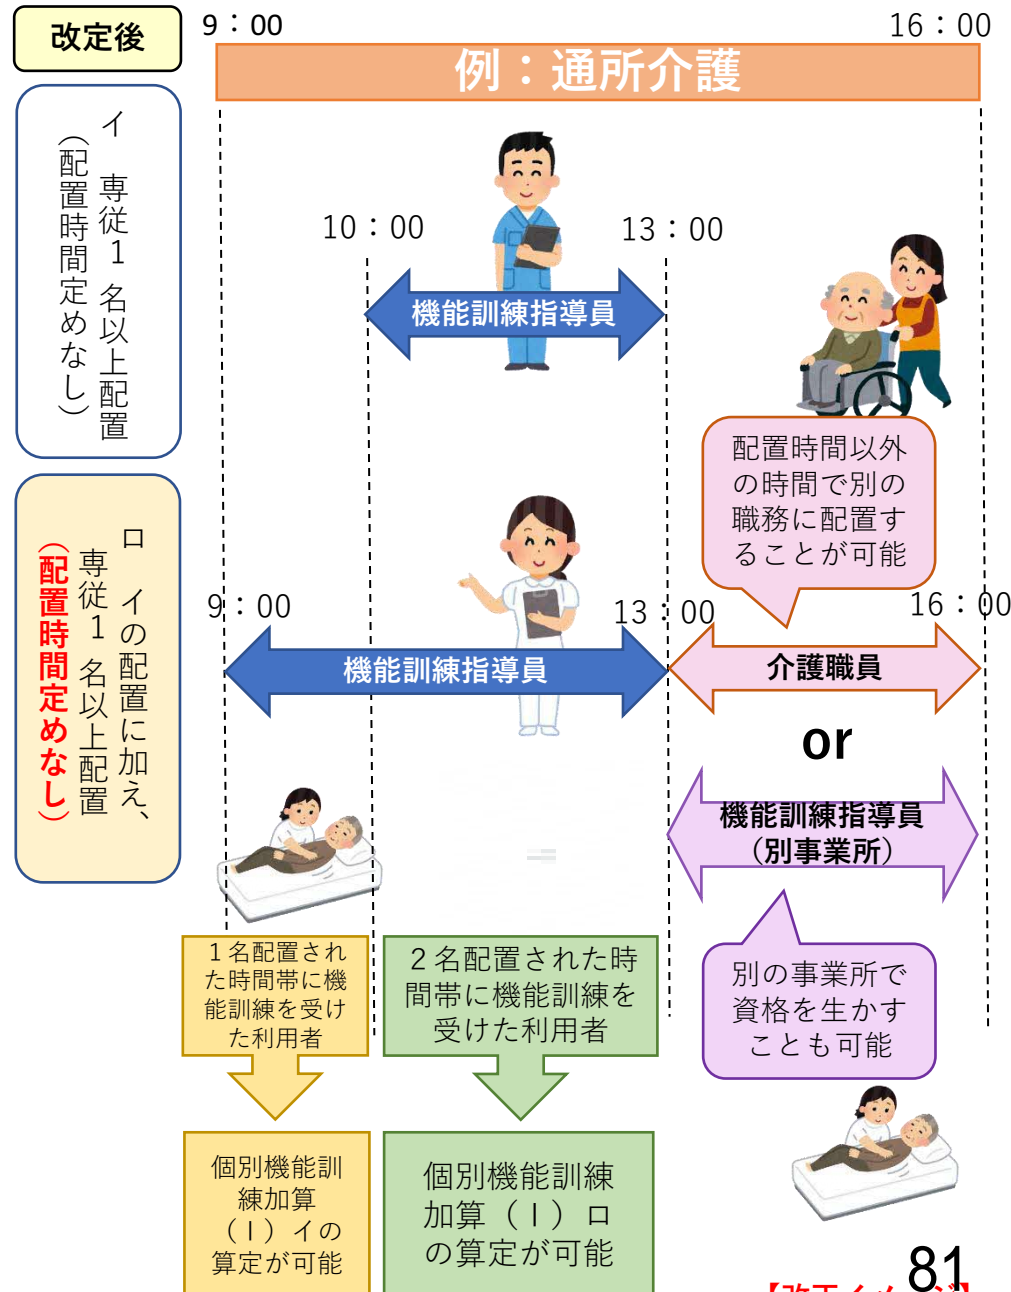 改定後
9：00
16：00
例：通所介護
イ　専従１名以上配置
（配置時間定めなし）
10：00
13：00
機能訓練指導員
配置時間以外
の時間で別の
職務に配置す
ることが可能
ロ　イの配置に加え、
専従１名以上配置
（配置時間定めなし）
9：00
13：00
16：00
機能訓練指導員
介護職員
or
機能訓練指導員
（別事業所）
１名配置され
た時間帯に機
能訓練を受け
た利用者
２名配置された時
間帯に機能訓練を
受けた利用者
別の事業所で
資格を生かす
ことも可能
個別機能訓
練加算
（Ⅰ）イの
算定が可能
個別機能訓練
加算（Ⅰ）ロ
の算定が可能
81
【改正イメージ】